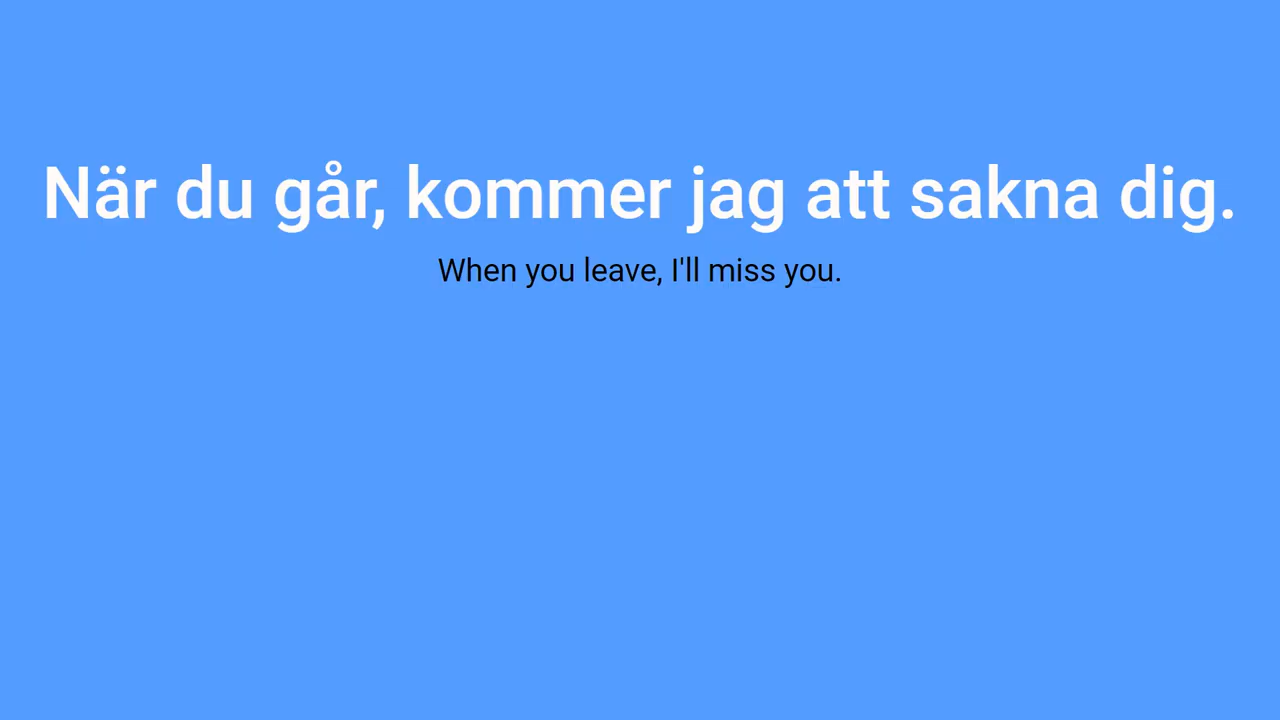 När du går, kommer jag att sakna dig.
When you leave, I'll miss you.